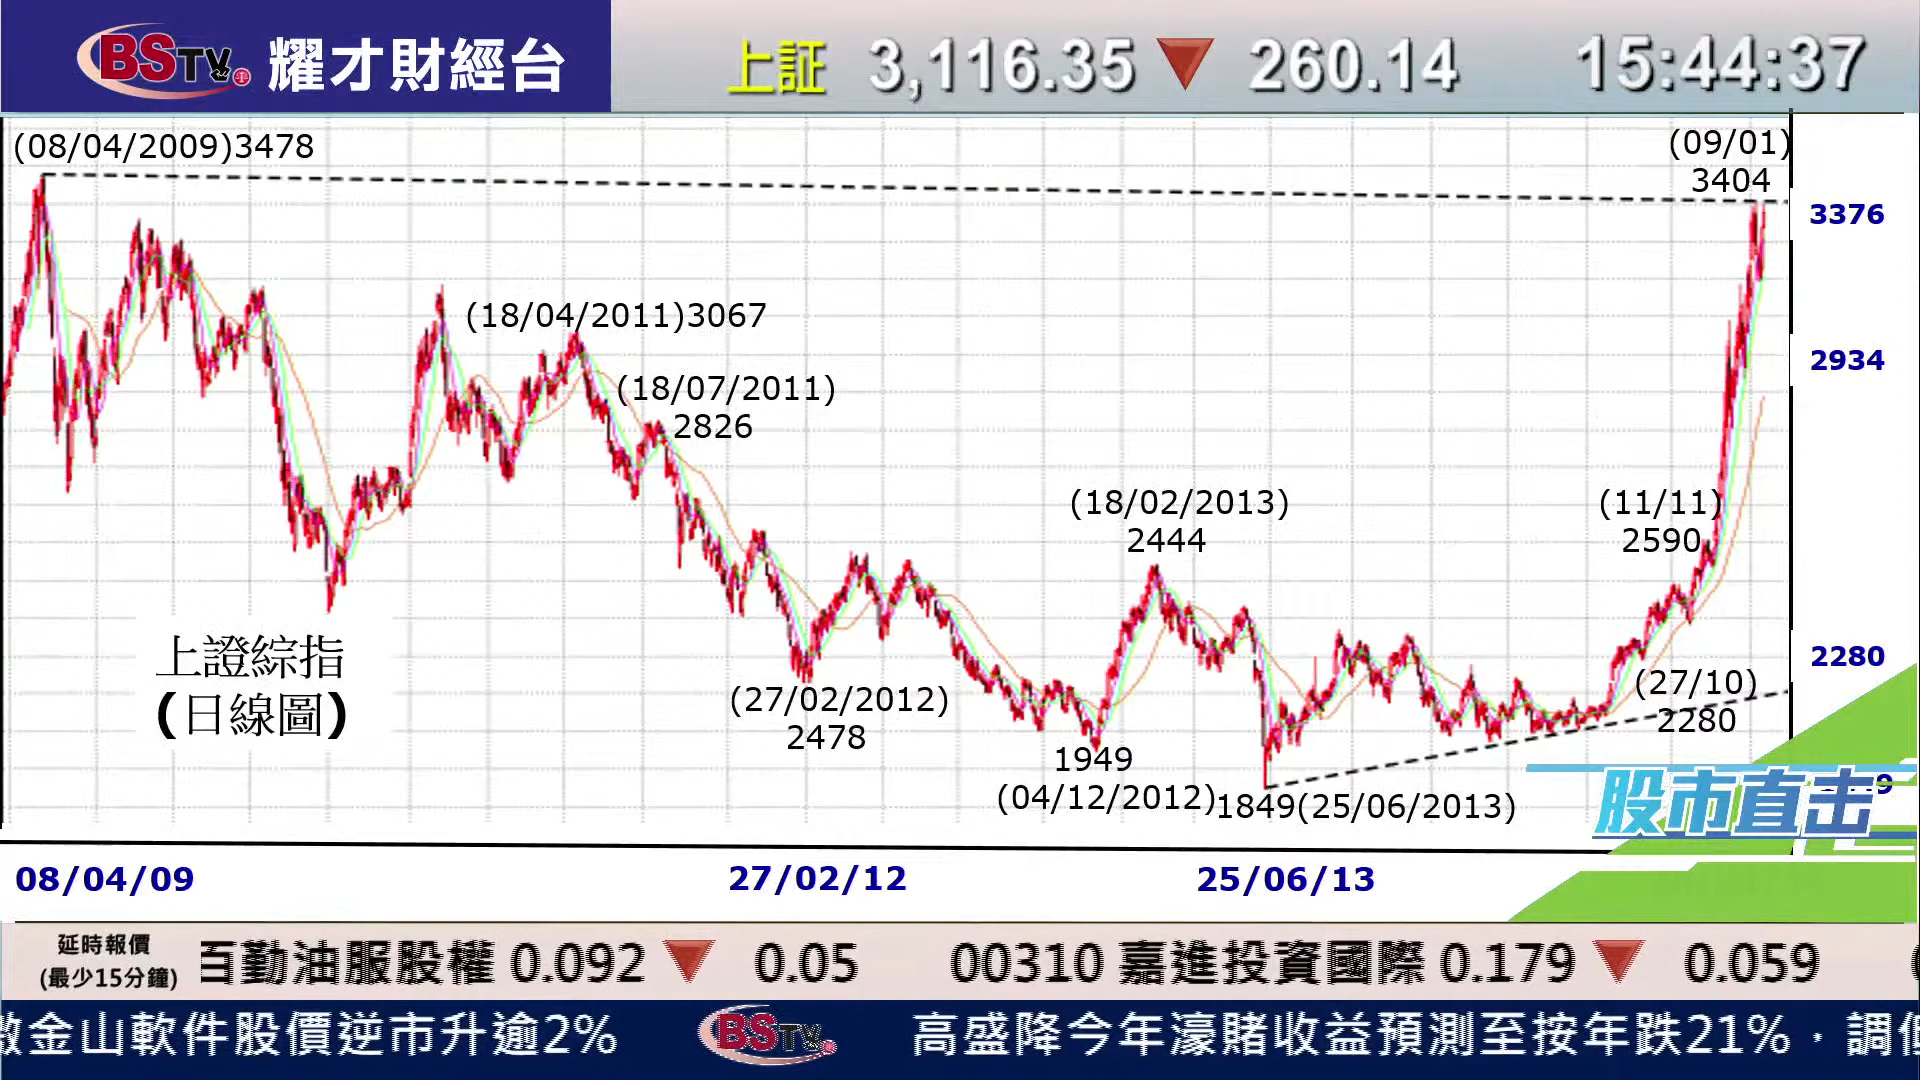 BSTV 耀才財經台
上証 3,116.35 ▼ 260.14 15:44:37
(08/04/2009)3478
(09/01)
3404
3376
(18/04/2011)3067
2934
(18/07/2011)
2826
(18/02/2013)
2444
(11/11)
2590
上證綜指
(日線圖)
2280
(27/10)
2280
(27/02/2012)
2478
1949
(04/12/2012)
1849(25/06/2013)
股市直击
08/04/09 27/02/12 25/06/13
延時報價
(最少15分鐘)
百勤油服股權 0.092 ▼ 0.05 00310 嘉進投資國際 0.179 ▼ 0.059
金山軟件股價逆市升逾2% BSTV 高盛降今年濠賭收益預測至按年跌21%，調